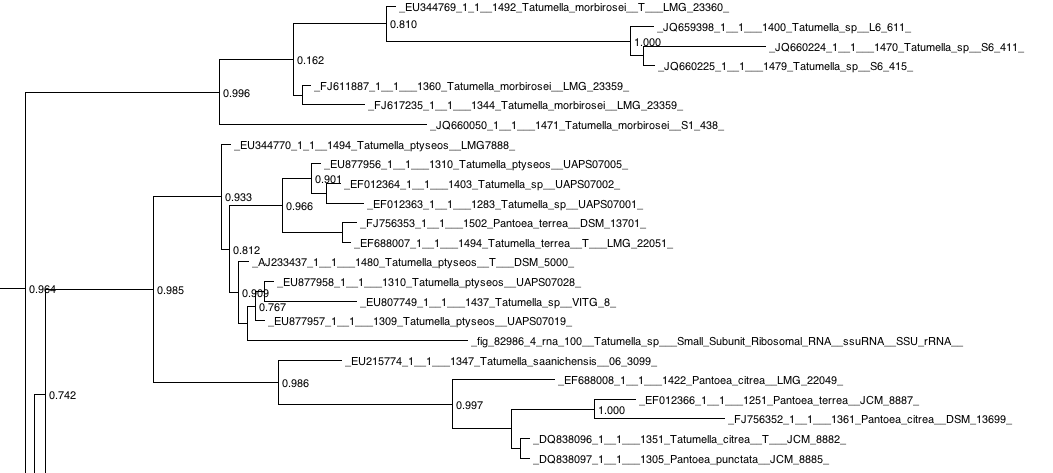 _EU344769_1_1__1492_Tatumella_morbirosei__T___LMG_23360_
0.810
_JQ659398_1__1___1400_Tatumella_sp__L6_611_
1.000
_JQ660224_1__1___1470_Tatumella_sp__S6_411_
0.162
_JQ660225_1__1___1479_Tatumella_sp__S6_415_
_FJ611887_1__1___1360_Tatumella_morbirosei__LMG_23359_
0.996
_FJ617235_1__1___1344_Tatumella_morbirosei__LMG_23359_
_JQ660050_1__1___1471_Tatumella_morbirosei__S1_438_
_EU344770_1_1__1494_Tatumella_ptyseos__LMG7888_
_EU877956_1__1___1310_Tatumella_ptyseos__UAPS07005_
0.901
_EF012364_1__1___1403_Tatumella_sp__UAPS07002_
0.933
_EF012363_1__1___1283_Tatumella_sp__UAPS07001_
0.966
_FJ756353_1__1___1502_Pantoea_terrea__DSM_13701_
_EF688007_1__1___1494_Tatumella_terrea__T___LMG_22051_
0.812
_AJ233437_1__1___1480_Tatumella_ptyseos__T___DSM_5000_
_EU877958_1__1___1310_Tatumella_ptyseos__UAPS07028_
0.964
0.985
0.909
_EU807749_1__1___1437_Tatumella_sp__VITG_8_
0.767
_EU877957_1__1___1309_Tatumella_ptyseos__UAPS07019_
_fig_82986_4_rna_100__Tatumella_sp___Small_Subunit_Ribosomal_RNA__ssuRNA__SSU_rRNA__
_EU215774_1__1___1347_Tatumella_saanichensis__06_3099_
0.986
_EF688008_1__1___1422_Pantoea_citrea__LMG_22049_
0.742
_EF012366_1__1___1251_Pantoea_terrea__JCM_8887_
0.997
1.000
_FJ756352_1__1___1361_Pantoea_citrea__DSM_13699_
_DQ838096_1__1___1351_Tatumella_citrea__T___JCM_8882_
_DQ838097_1__1___1305_Pantoea_punctata__JCM_8885_